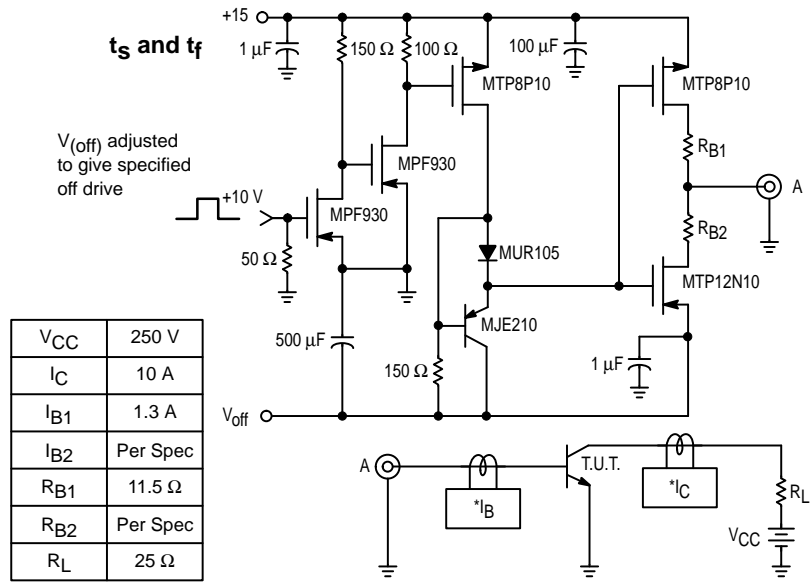 +15
t_s and t_f
1 μF
150 Ω
100 Ω
100 μF
MTP8P10
MTP8P10
V_(off) adjusted
to give specified
off drive
MPF930
R_B1
A
+10 V
MPF930
R_B2
50 Ω
MUR105
MTP12N10
500 μF
MJE210
150 Ω
1 μF
V_off
V_CC 250 V
I_C 10 A
I_B1 1.3 A
I_B2 Per Spec
R_B1 11.5 Ω
R_B2 Per Spec
R_L 25 Ω
A
T.U.T.
*I_B
*I_C
R_L
V_CC